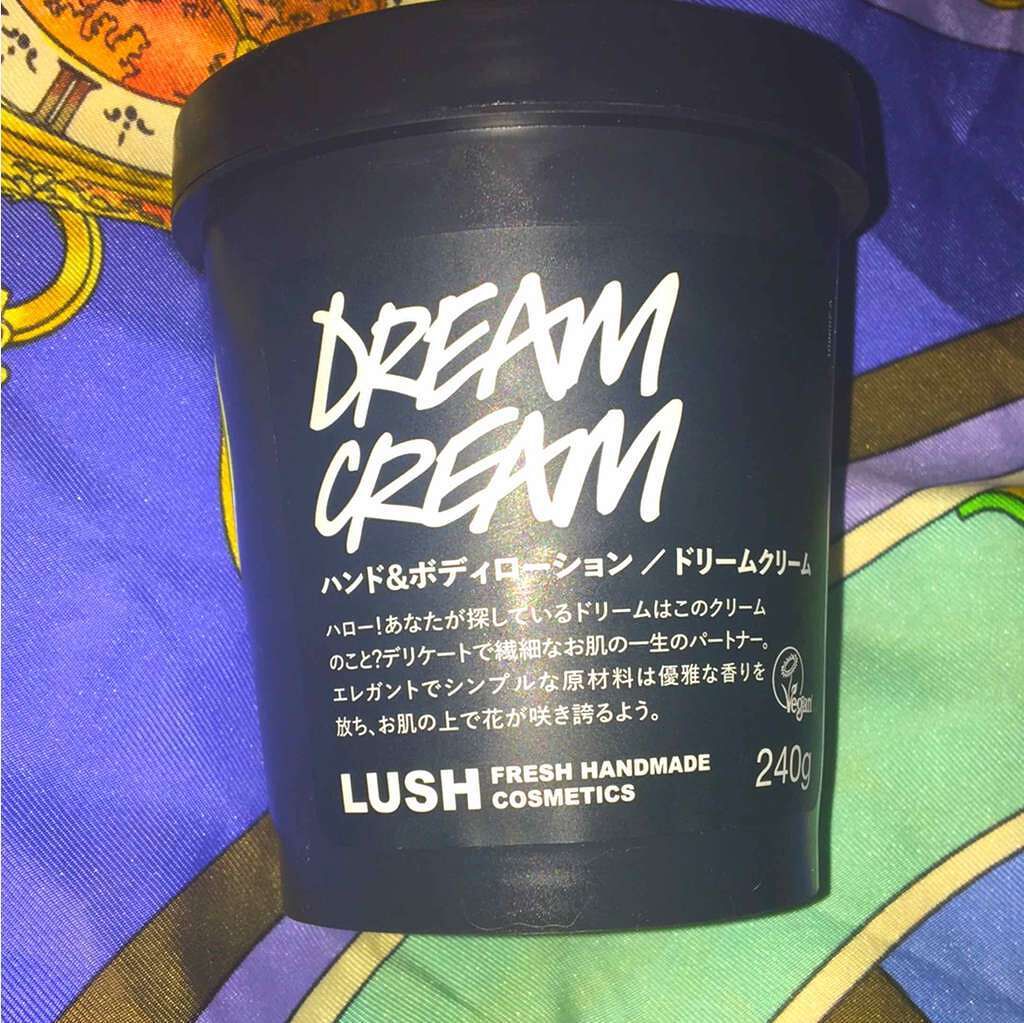 DREAM
CREAM
ハンド&ボディローション / ドリームクリーム
ハロー!あなたが探しているドリームはこのクリーム
のこと?デリケートで繊細なお肌の一生のパートナー。
エレガントでシンプルな原材料は優雅な香りを
放ち、お肌の上で花が咲き誇るよう。
Vegan
LUSH FRESH HANDMADE
COSMETICS
240g